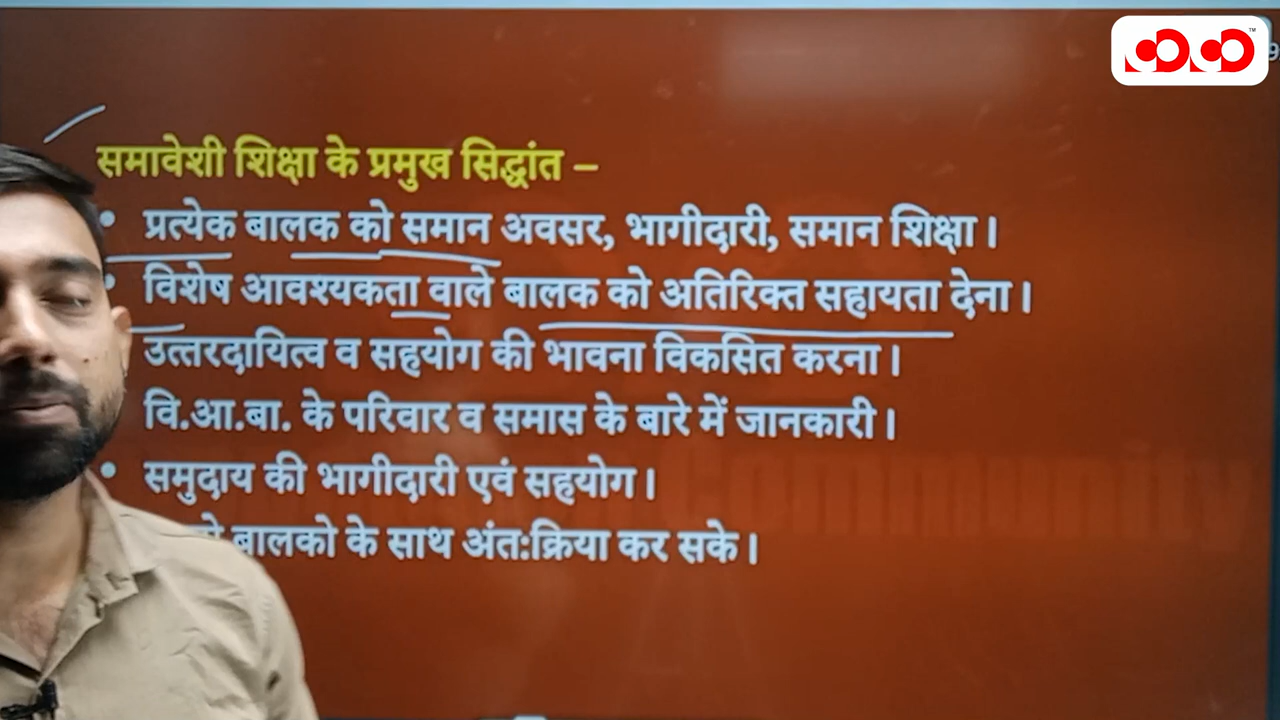 समावेशी शिक्षा के प्रमुख सिद्धांत –
• प्रत्येक बालक को समान अवसर, भागीदारी, समान शिक्षा।
• विशेष आवश्यकता वाले बालक को अतिरिक्त सहायता देना।
उत्तरदायित्व व सहयोग की भावना विकसित करना।
वि.आ.बा. के परिवार व समास के बारे में जानकारी।
• समुदाय की भागीदारी एवं सहयोग।
बालको के साथ अंत:क्रिया कर सके।
Community